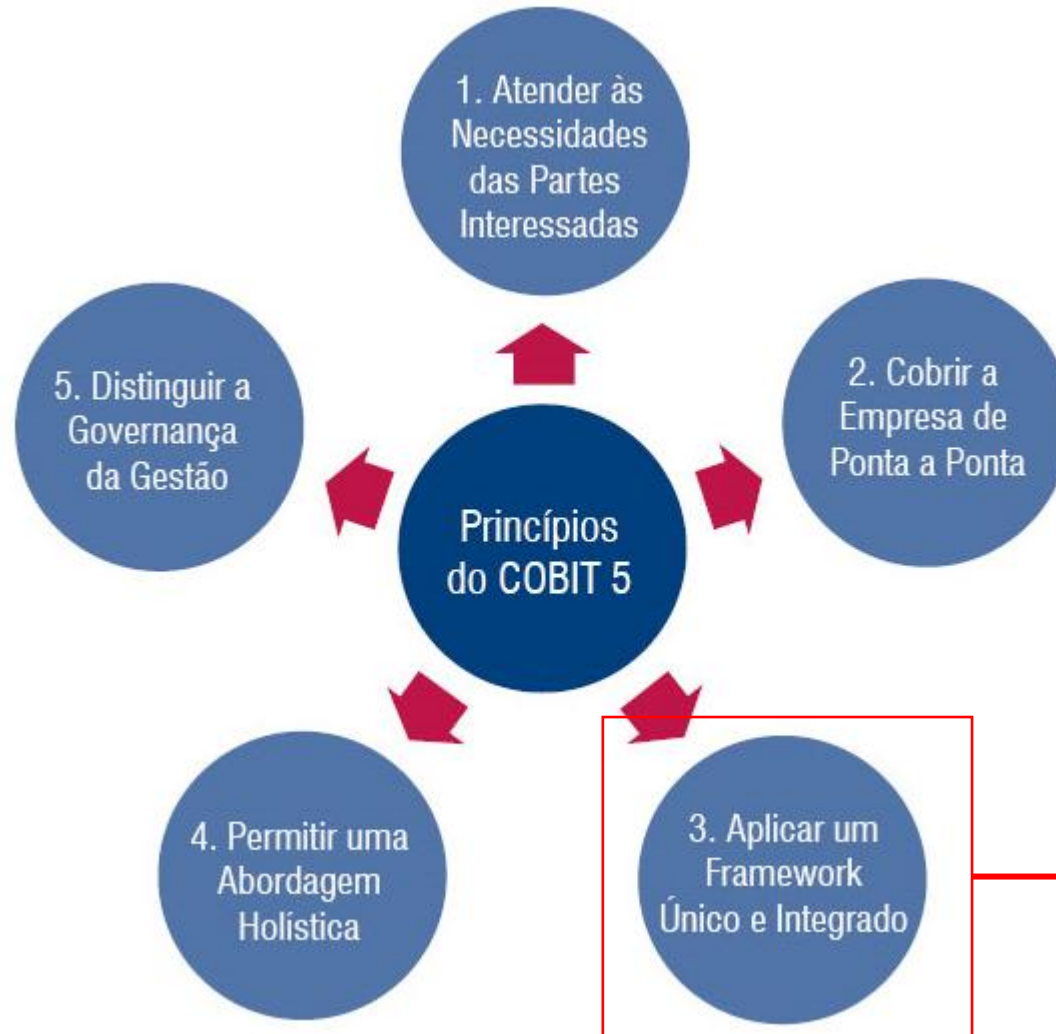 1. Atender às
Necessidades
das Partes
Interessadas
2. Cobrir a
Empresa de
Ponta a Ponta
5. Distinguir a
Governança
da Gestão
Princípios
do COBIT 5
3. Aplicar um
Framework
Único e Integrado
4. Permitir uma
Abordagem
Holística